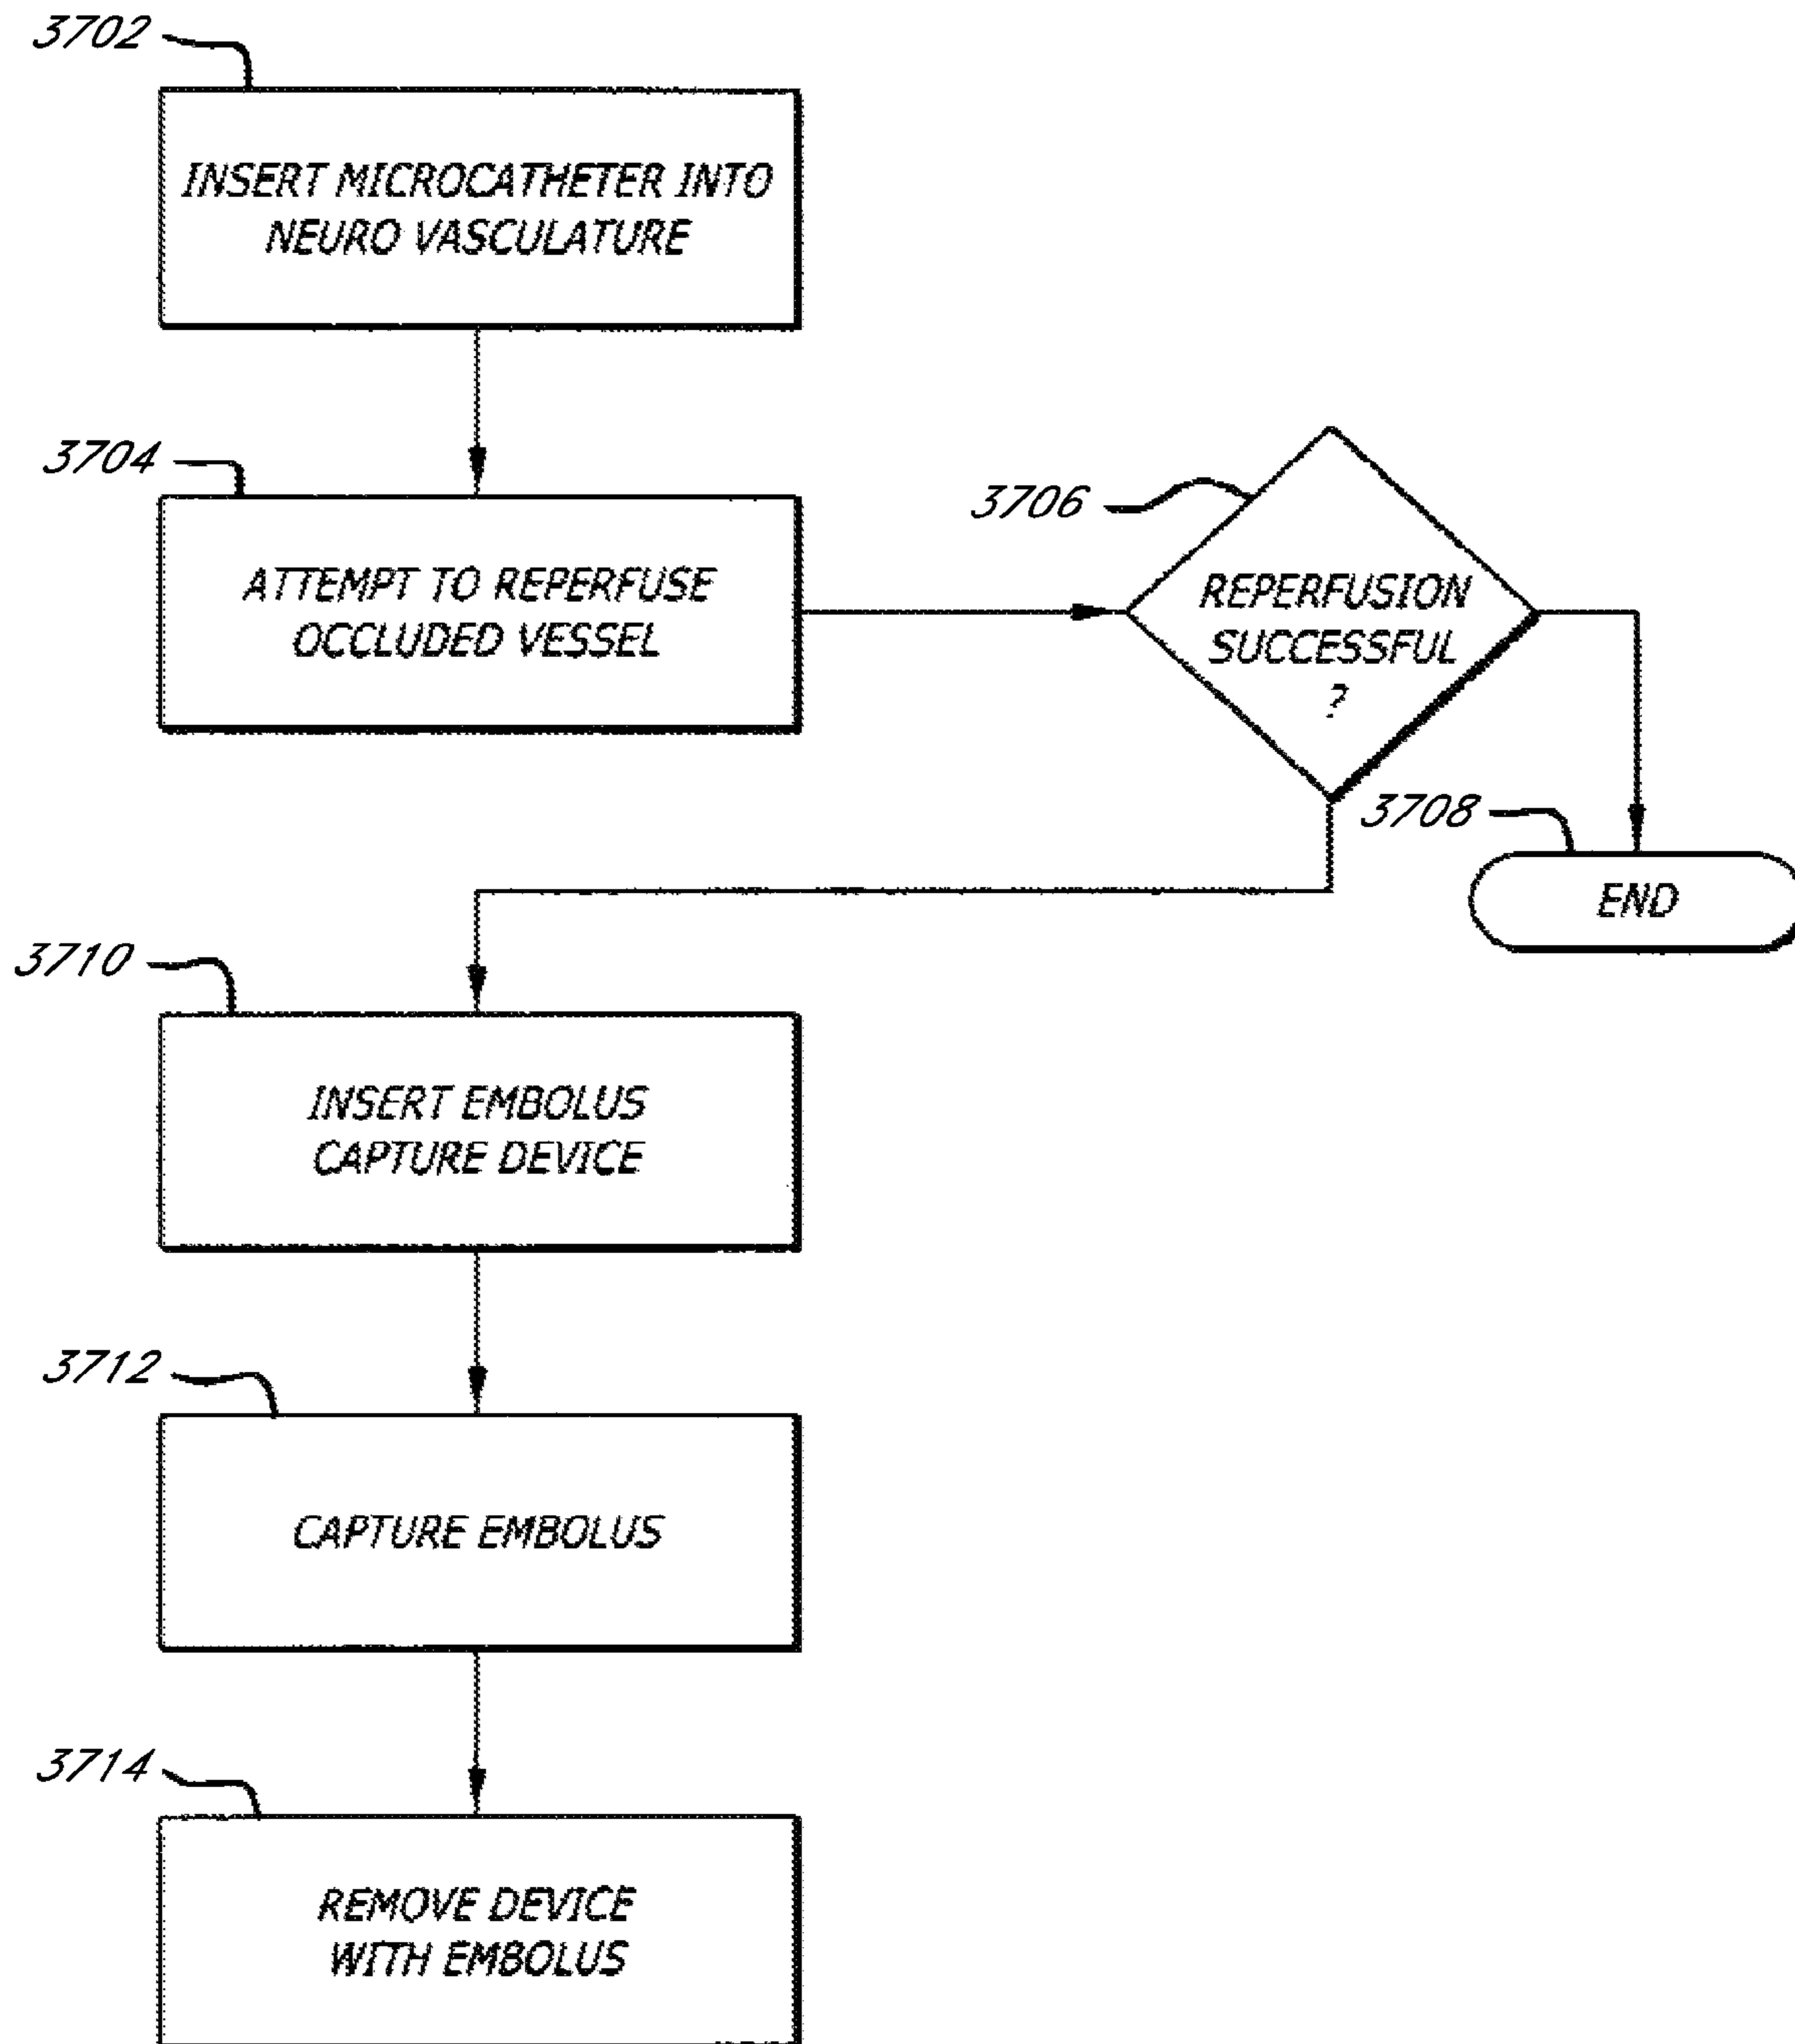 3702
INSERT MICROCATHETER INTO
NEURO VASCULATURE
3704
ATTEMPT TO REPERFUSE
OCCLUDED VESSEL
3706
REPERFUSION
SUCCESSFUL
?
3708
END
3710
INSERT EMBOLUS
CAPTURE DEVICE
3712
CAPTURE EMBOLUS
3714
REMOVE DEVICE
WITH EMBOLUS